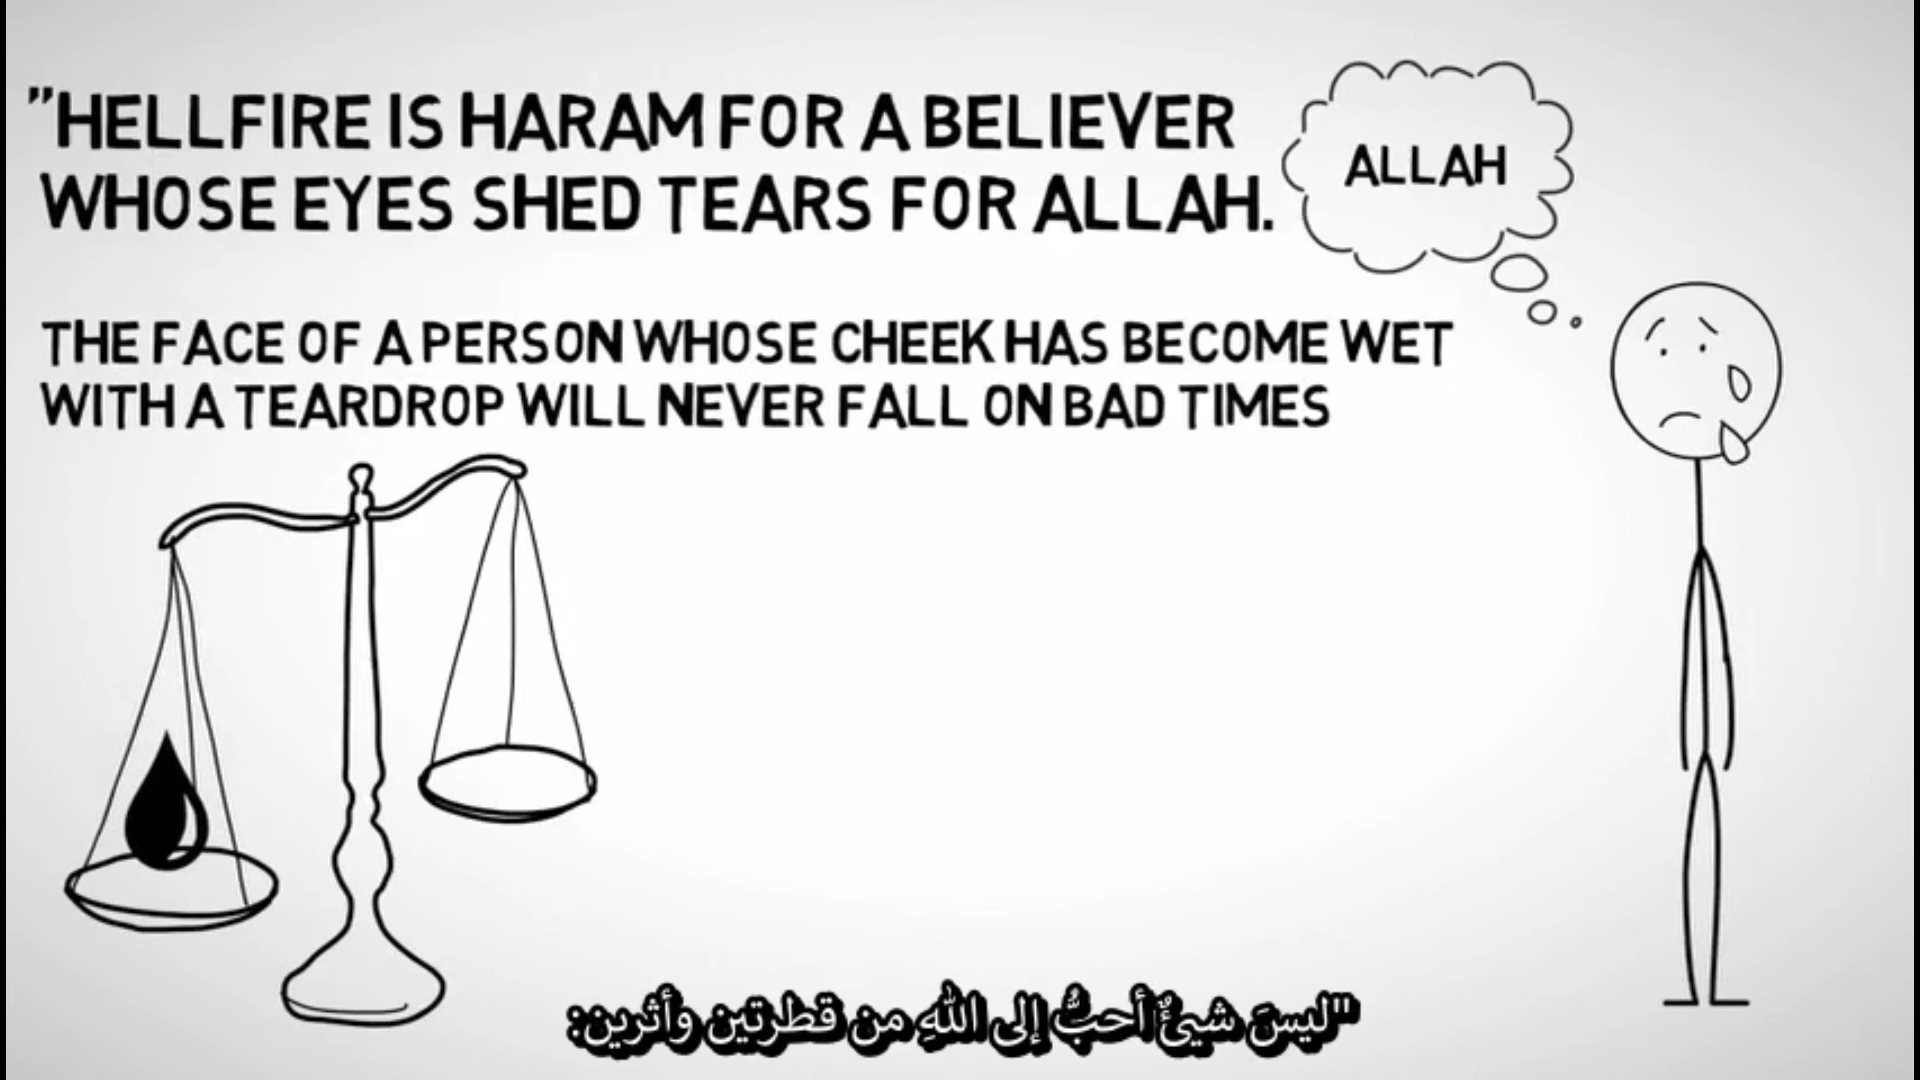 "HELLFIRE IS HARAM FOR A BELIEVER
WHOSE EYES SHED TEARS FOR ALLAH.
ALLAH
THE FACE OF A PERSON WHOSE CHEEK HAS BECOME WET
WITH A TEARDROP WILL NEVER FALL ON BAD TIMES
"ليسَ شيئٌ أحبُّ إلى اللهِ من قطرتين وأثرين: